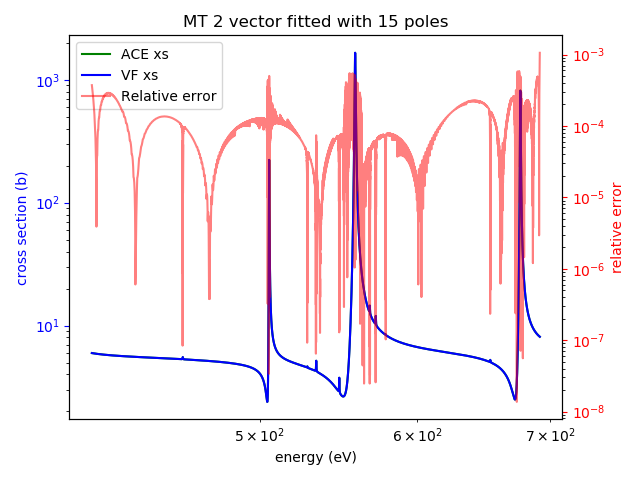 MT 2 vector fitted with 15 poles
ACE xs
VF xs
Relative error
cross section (b)
10³
10²
10¹
relative error
10⁻³
10⁻⁴
10⁻⁵
10⁻⁶
10⁻⁷
10⁻⁸
5 × 10² 6 × 10² 7 × 10²
energy (eV)